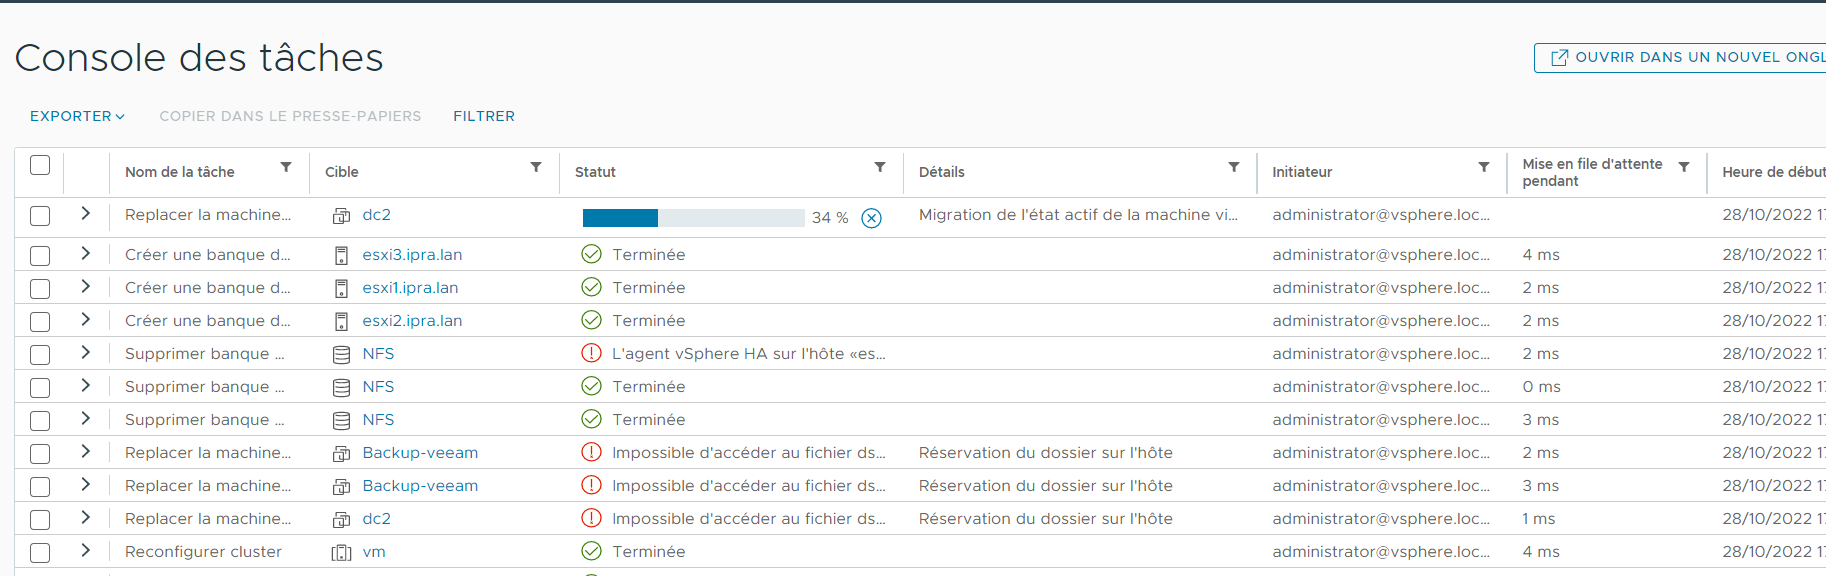 Console des tâches
OUVRIR DANS UN NOUVEL ONGL
EXPORTER COPIER DANS LE PRESSE-PAPIERS FILTRER
Nom de la tâche Cible Statut Détails Initiateur Mise en file d'attente pendant Heure de début
Replacer la machine... dc2 34 % Migration de l'état actif de la machine vi... administrator@vsphere.loc... 28/10/2022 17
Créer une banque d... esxi3.ipra.lan Terminée administrator@vsphere.loc... 4 ms 28/10/2022 17
Créer une banque d... esxi1.ipra.lan Terminée administrator@vsphere.loc... 2 ms 28/10/2022 17
Créer une banque d... esxi2.ipra.lan Terminée administrator@vsphere.loc... 2 ms 28/10/2022 17
Supprimer banque ... NFS L'agent vSphere HA sur l'hôte «es... administrator@vsphere.loc... 2 ms 28/10/2022 17
Supprimer banque ... NFS Terminée administrator@vsphere.loc... 0 ms 28/10/2022 17
Supprimer banque ... NFS Terminée administrator@vsphere.loc... 3 ms 28/10/2022 17
Replacer la machine... Backup-veeam Impossible d'accéder au fichier ds... Réservation du dossier sur l'hôte administrator@vsphere.loc... 2 ms 28/10/2022 17
Replacer la machine... Backup-veeam Impossible d'accéder au fichier ds... Réservation du dossier sur l'hôte administrator@vsphere.loc... 3 ms 28/10/2022 17
Replacer la machine... dc2 Impossible d'accéder au fichier ds... Réservation du dossier sur l'hôte administrator@vsphere.loc... 1 ms 28/10/2022 17
Reconfigurer cluster vm Terminée administrator@vsphere.loc... 4 ms 28/10/2022 17